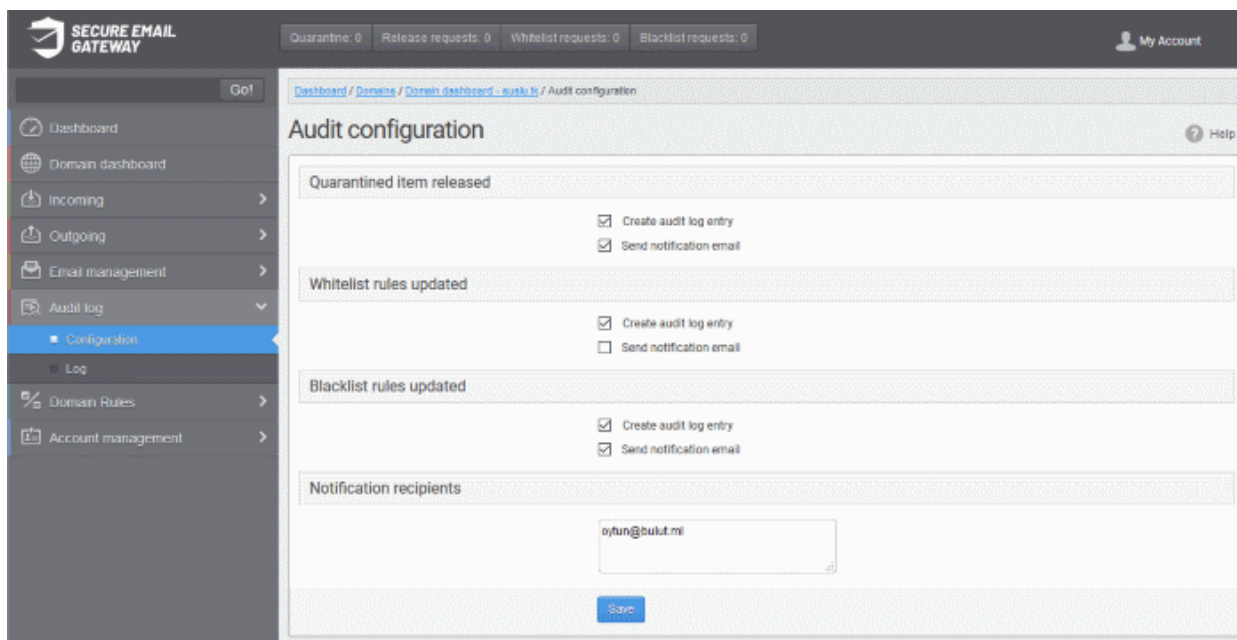 SECURE EMAIL
GATEWAY
Quarantine: 0 Release requests: 0 Whitelist requests: 0 Blacklist requests: 0
My Account
Go!
Dashboard / Domains / Domain dashboard - suslu.tk / Audit configuration
Dashboard
Audit configuration
Help
Domain dashboard
Incoming
Outgoing
Email management
Audit log
Configuration
Log
Domain Rules
Account management
Quarantined item released
Create audit log entry
Send notification email
Whitelist rules updated
Create audit log entry
Send notification email
Blacklist rules updated
Create audit log entry
Send notification email
Notification recipients
oytun@bulut.ml
Save